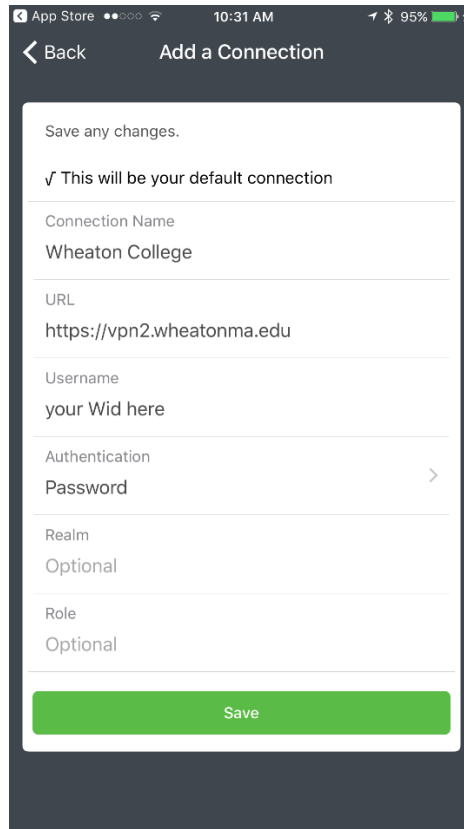 App Store 10:31 AM 95%
Back Add a Connection
Save any changes.
√ This will be your default connection
Connection Name
Wheaton College
URL
https://vpn2.wheatonma.edu
Username
your Wid here
Authentication
Password
Realm
Optional
Role
Optional
Save